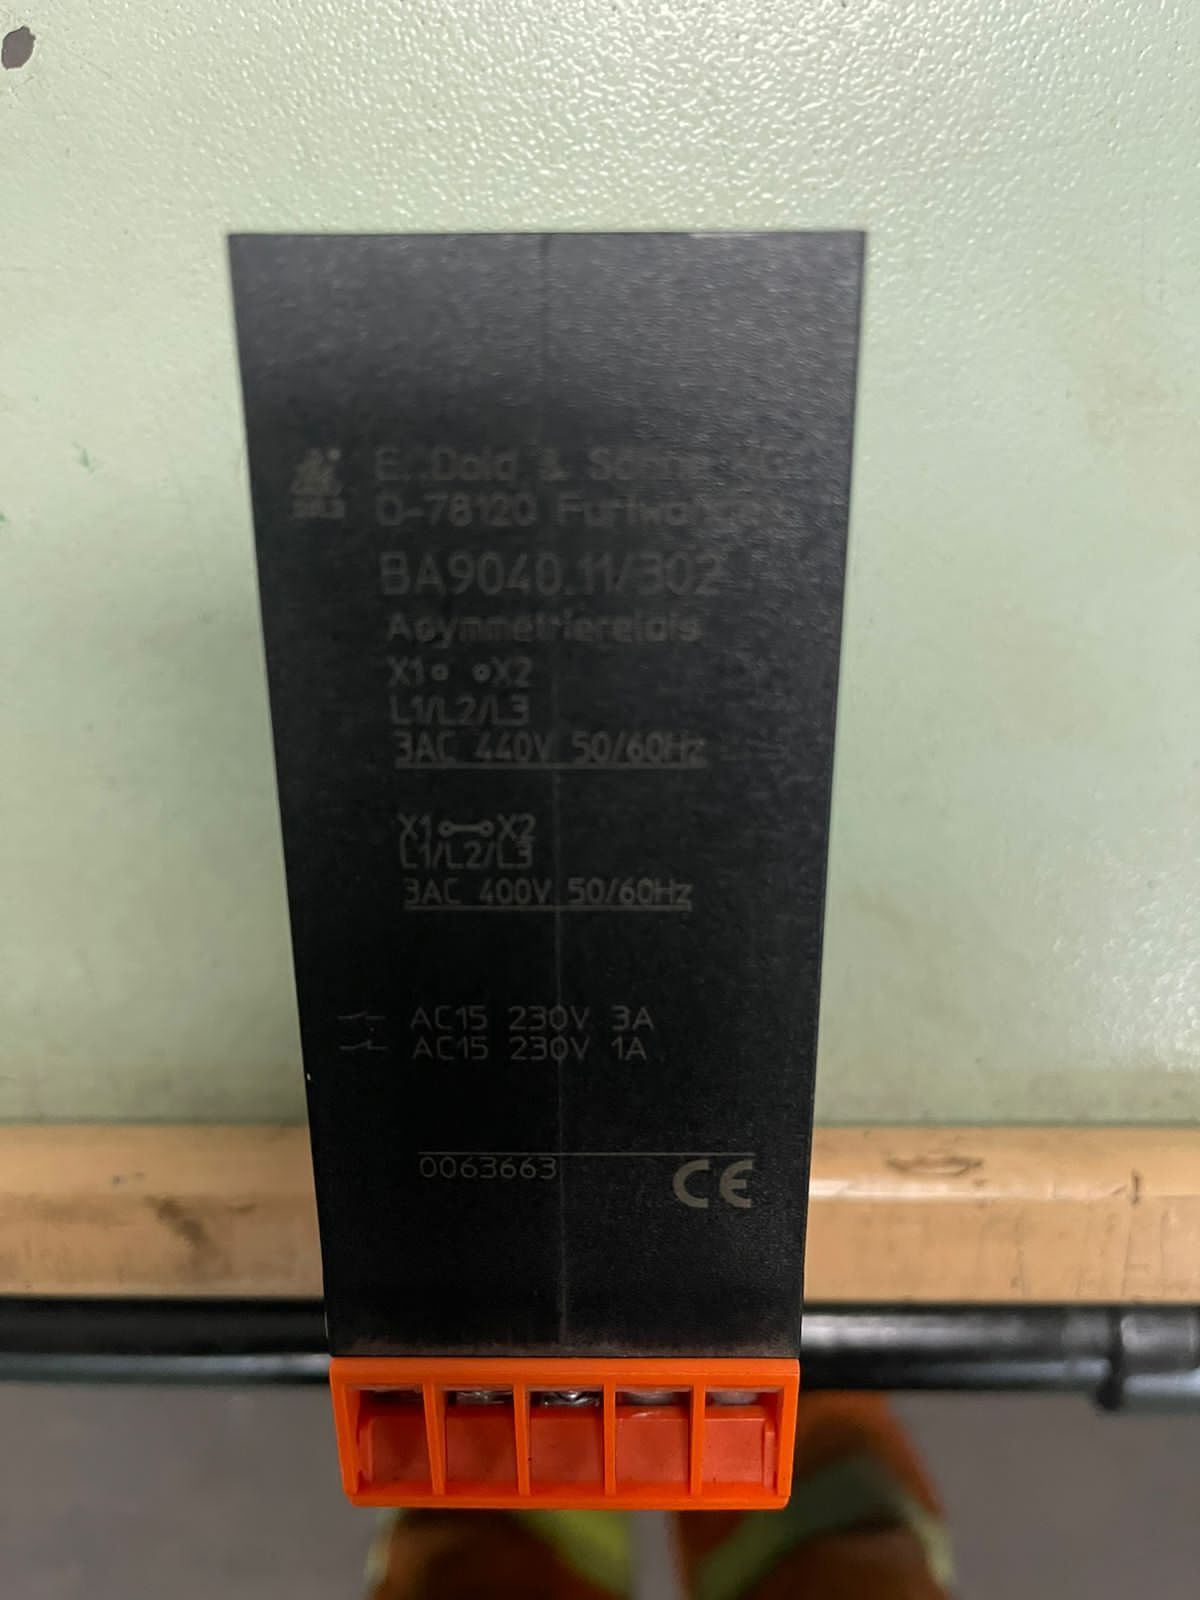 E. Dold & Söhne KG
D-78120 Furtwangen
BA9040.11/302
Asymmetrierelais
X1 X2
L1/L2/L3
3AC 440V 50/60Hz
X1 X2
L1/L2/L3
3AC 400V 50/60Hz
AC15 230V 3A
AC15 230V 1A
0063663 CE